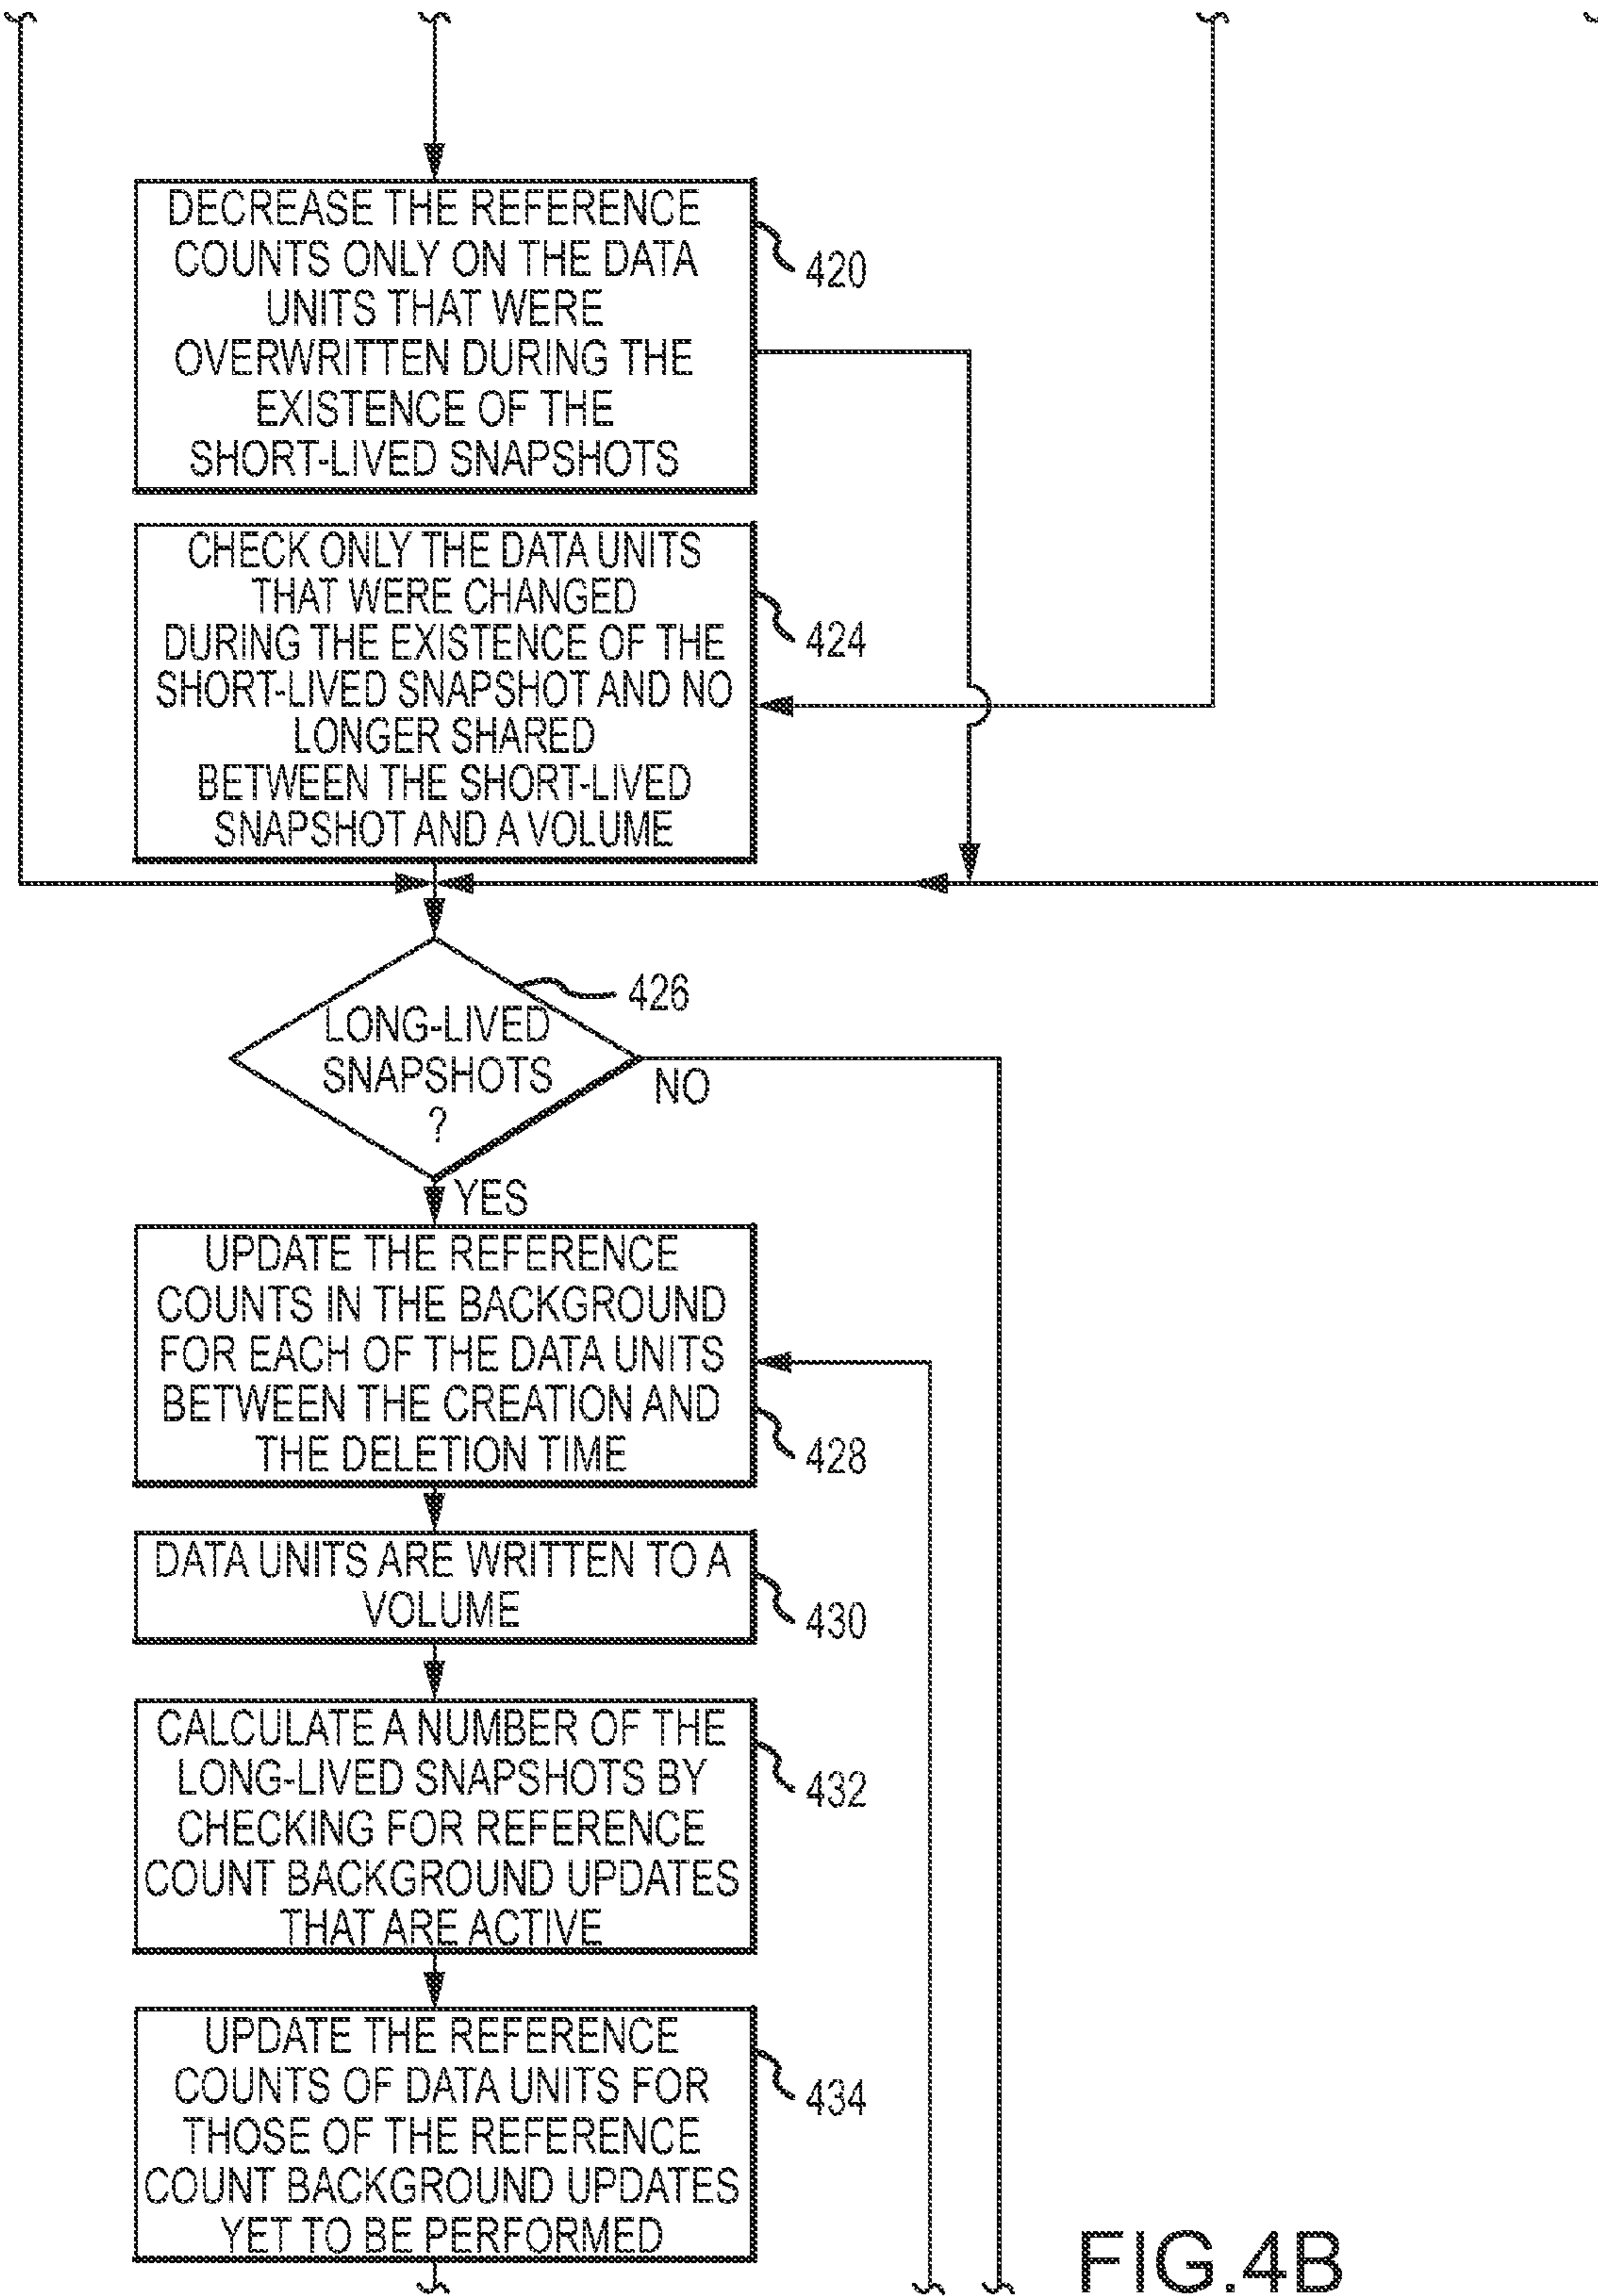 DECREASE THE REFERENCE
COUNTS ONLY ON THE DATA
UNITS THAT WERE
OVERWRITTEN DURING THE
EXISTENCE OF THE
SHORT-LIVED SNAPSHOTS
420
CHECK ONLY THE DATA UNITS
THAT WERE CHANGED
DURING THE EXISTENCE OF THE
SHORT-LIVED SNAPSHOT AND NO
LONGER SHARED
BETWEEN THE SHORT-LIVED
SNAPSHOT AND A VOLUME
424
LONG-LIVED
SNAPSHOTS
?
426
NO
YES
UPDATE THE REFERENCE
COUNTS IN THE BACKGROUND
FOR EACH OF THE DATA UNITS
BETWEEN THE CREATION AND
THE DELETION TIME
428
DATA UNITS ARE WRITTEN TO A
VOLUME
430
CALCULATE A NUMBER OF THE
LONG-LIVED SNAPSHOTS BY
CHECKING FOR REFERENCE
COUNT BACKGROUND UPDATES
THAT ARE ACTIVE
432
UPDATE THE REFERENCE
COUNTS OF DATA UNITS FOR
THOSE OF THE REFERENCE
COUNT BACKGROUND UPDATES
YET TO BE PERFORMED
434
FIG.4B